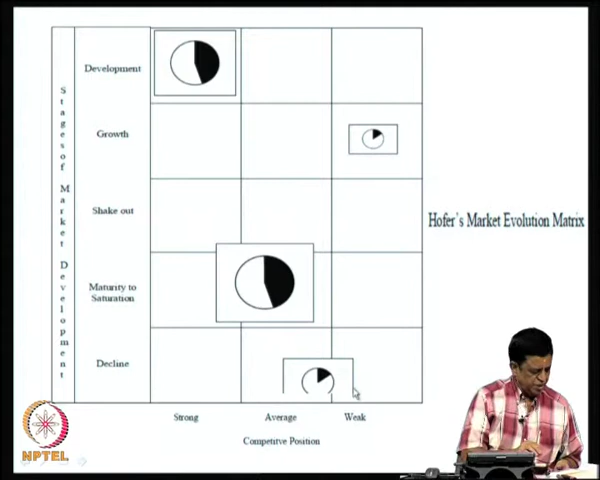 Stages of Market Development
Development
Growth
Shake out
Hofer's Market Evolution Matrix
Maturity to
Saturation
Decline
Strong
Average
Weak
Competitive Position
NPTEL